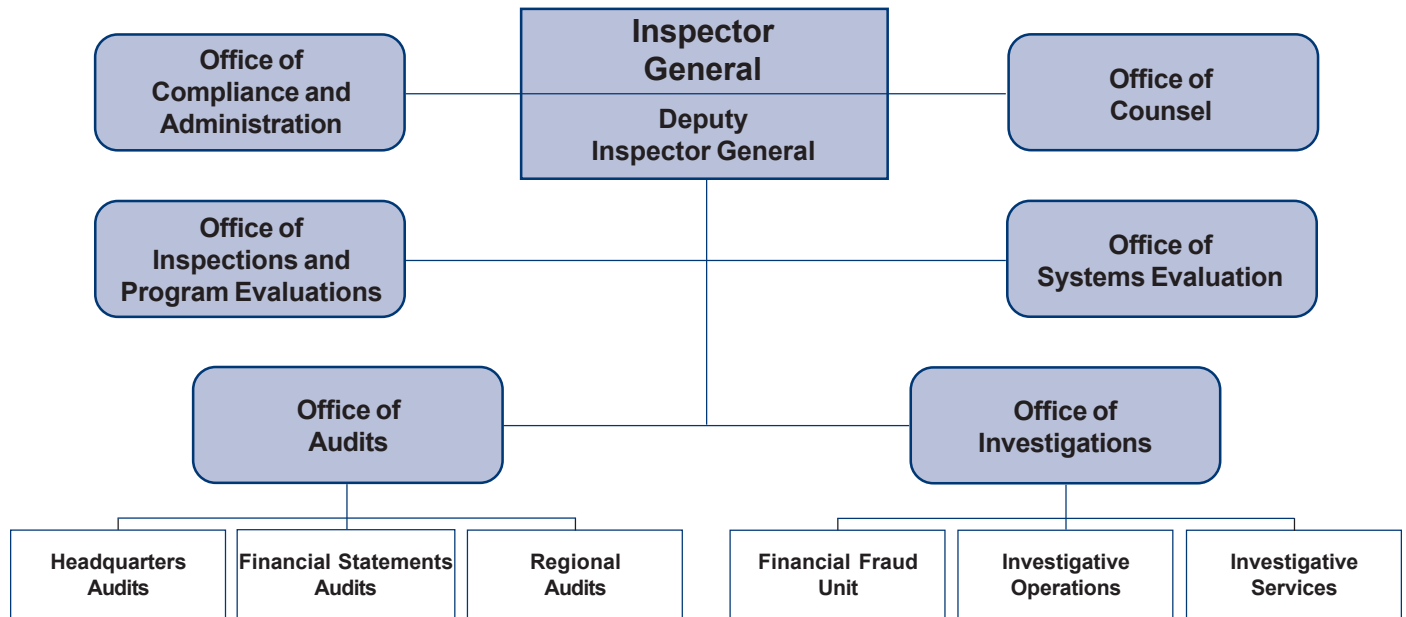 Inspector
General
Deputy
Inspector General
Office of
Compliance and
Administration
Office of
Counsel
Office of
Inspections and
Program Evaluations
Office of
Systems Evaluation
Office of
Audits
Office of
Investigations
Headquarters
Audits
Financial Statements
Audits
Regional
Audits
Financial Fraud
Unit
Investigative
Operations
Investigative
Services